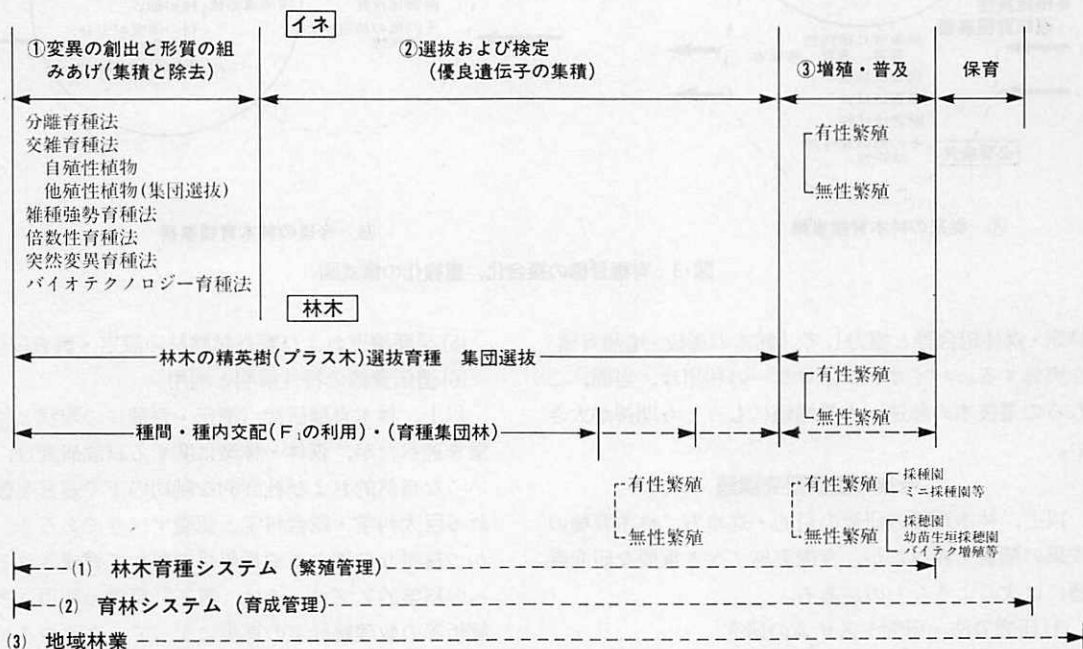 イネ
①変異の創出と形質の組みあげ(集積と除去)
②選抜および検定
(優良遺伝子の集積)
③増殖・普及
保育
分離育種法
交雑育種法
自殖性植物
他殖性植物(集団選抜)
雑種強勢育種法
倍数性育種法
突然変異育種法
バイオテクノロジー育種法
有性繁殖
無性繁殖
林木
林木の精英樹(プラス木)選抜育種 集団選抜
有性繁殖
無性繁殖
種間・種内交配(F₁の利用)・(育種集団林)
有性繁殖
無性繁殖
有性繁殖
採種園
ミニ採種園等
無性繁殖
採穂園
幼苗生垣採穂園
バイテク増殖等
(1) 林木育種システム (繁殖管理)
(2) 育林システム (育成管理)
(3) 地域林業